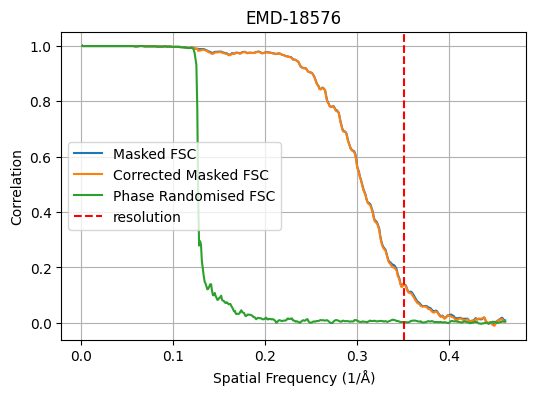 EMD-18576
1.0
0.8
0.6
0.4
0.2
0.0
Correlation
Masked FSC
Corrected Masked FSC
Phase Randomised FSC
resolution
0.0 0.1 0.2 0.3 0.4
Spatial Frequency (1/Å)